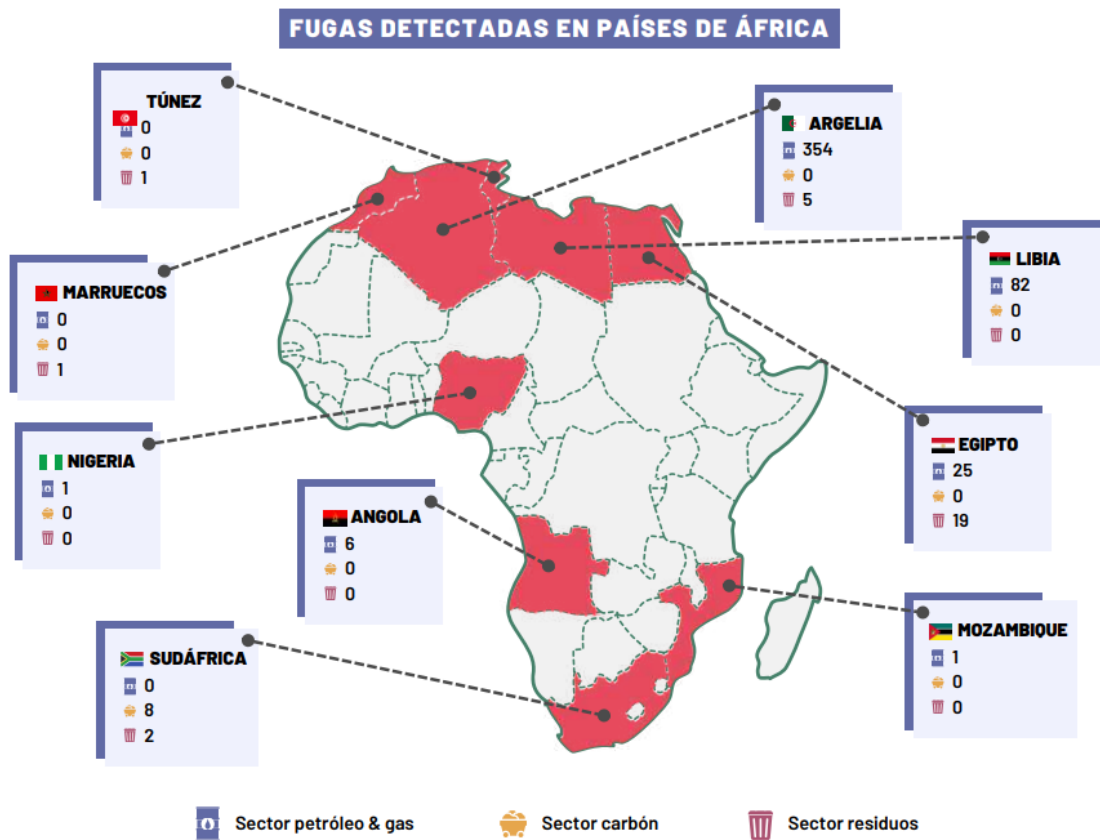 FUGAS DETECTADAS EN PAÍSES DE ÁFRICA
TÚNEZ
0
0
1
ARGELIA
354
0
5
MARRUECOS
0
0
1
LIBIA
82
0
0
NIGERIA
1
0
0
EGIPTO
25
0
19
ANGOLA
6
0
0
SUDÁFRICA
0
8
2
MOZAMBIQUE
1
0
0
Sector petróleo & gas
Sector carbón
Sector residuos